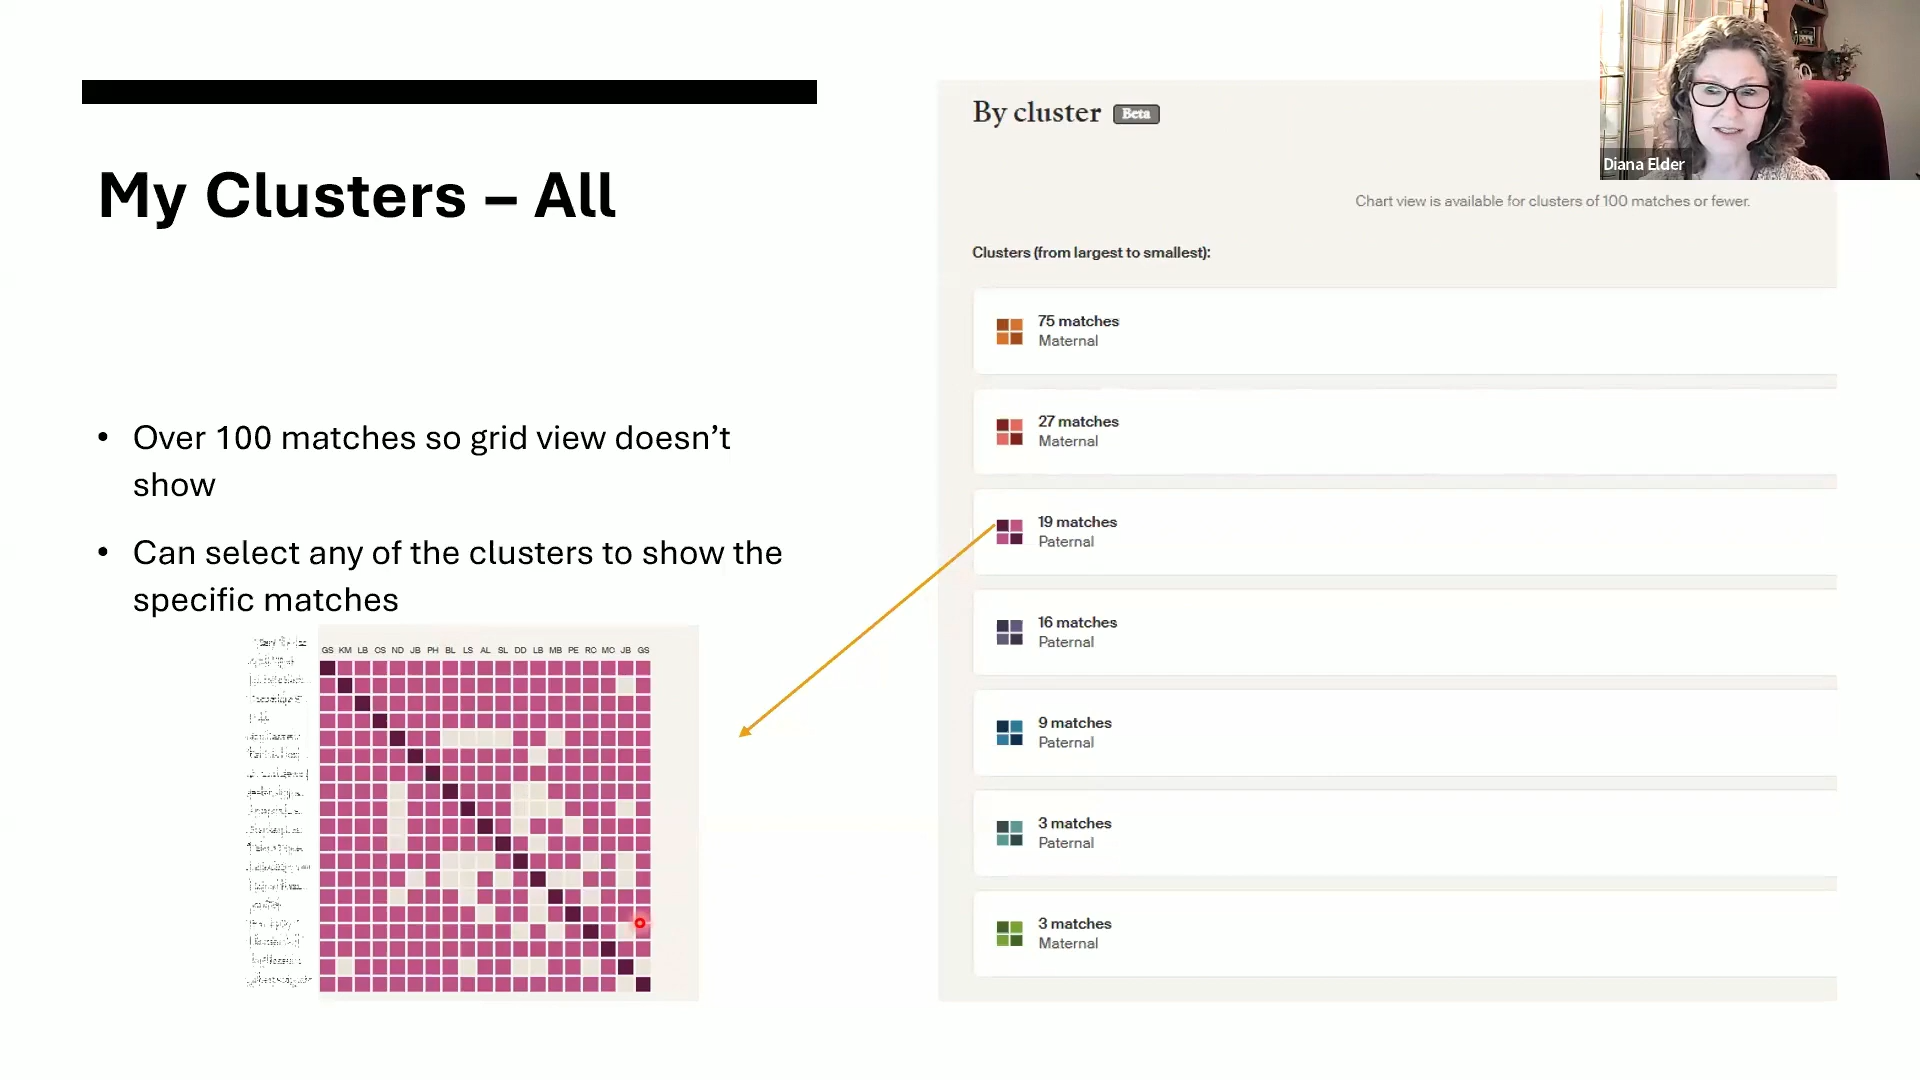 My Clusters – All
• Over 100 matches so grid view doesn’t
show
• Can select any of the clusters to show the
specific matches
GS KM LB CS ND JB PH BL LS AL SL DD LB MB PE RC MC JB GS
By cluster Beta
Chart view is available for clusters of 100 matches or fewer.
Clusters (from largest to smallest):
75 matches
Maternal
27 matches
Maternal
19 matches
Paternal
16 matches
Paternal
9 matches
Paternal
3 matches
Paternal
3 matches
Maternal
Diana Elder